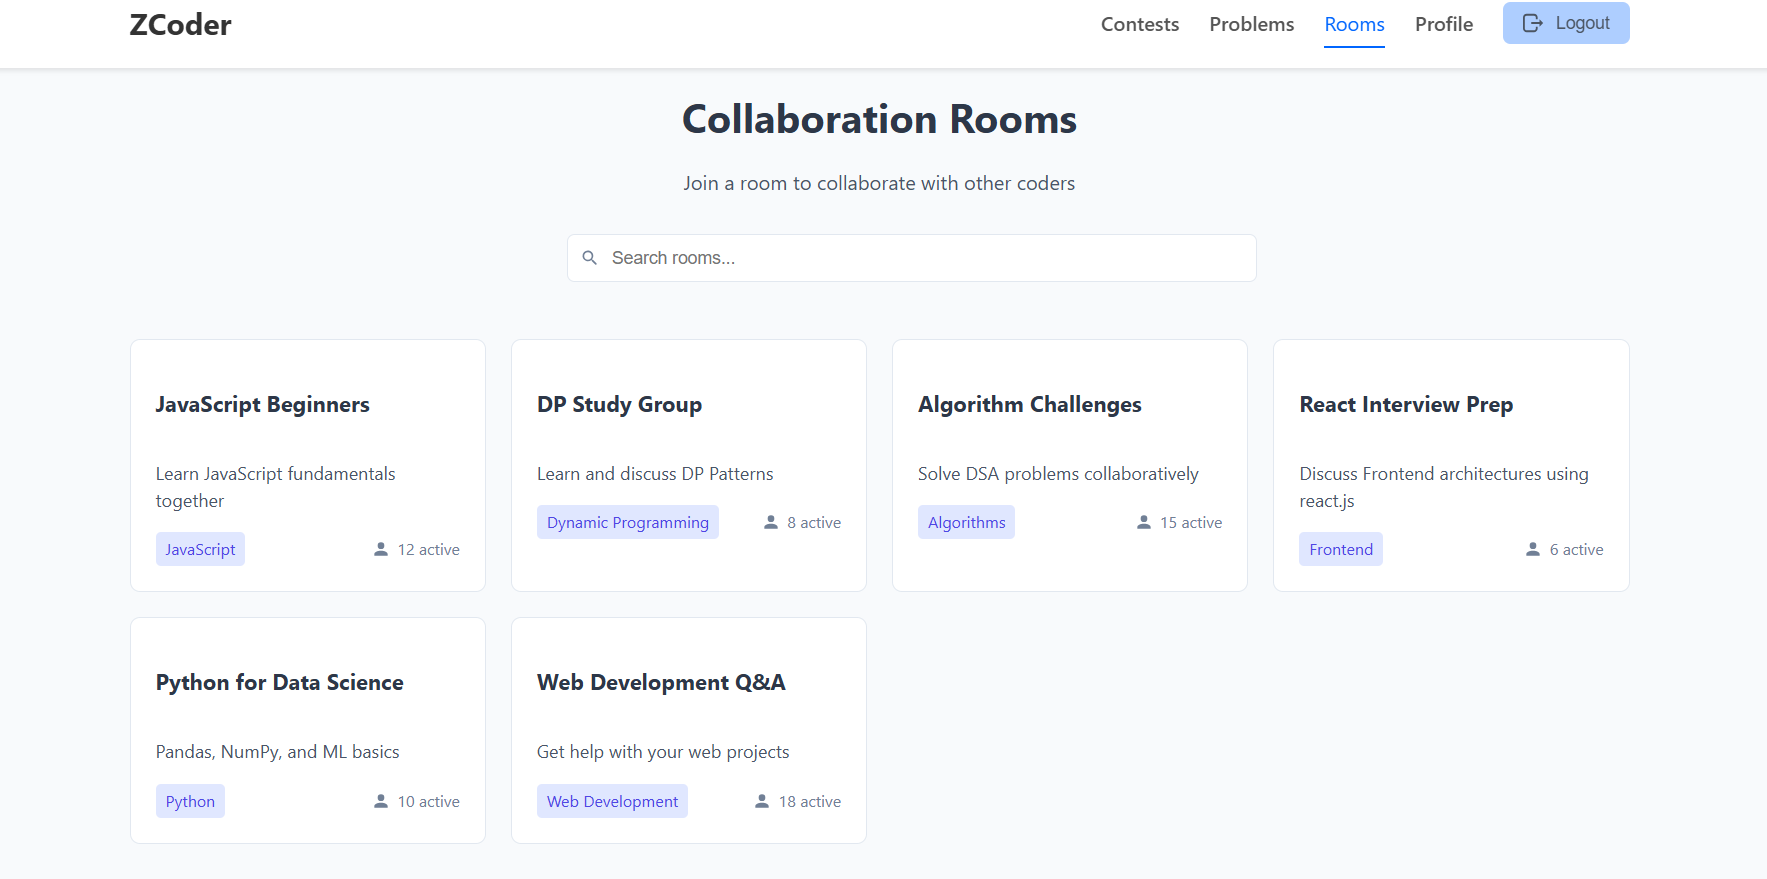 ZCoder
Contests
Problems
Rooms
Profile
Logout
Collaboration Rooms
Join a room to collaborate with other coders
Search rooms...
JavaScript Beginners
Learn JavaScript fundamentals
together
JavaScript
12 active
DP Study Group
Learn and discuss DP Patterns
Dynamic Programming
8 active
Algorithm Challenges
Solve DSA problems collaboratively
Algorithms
15 active
React Interview Prep
Discuss Frontend architectures using
react.js
Frontend
6 active
Python for Data Science
Pandas, NumPy, and ML basics
Python
10 active
Web Development Q&A
Get help with your web projects
Web Development
18 active